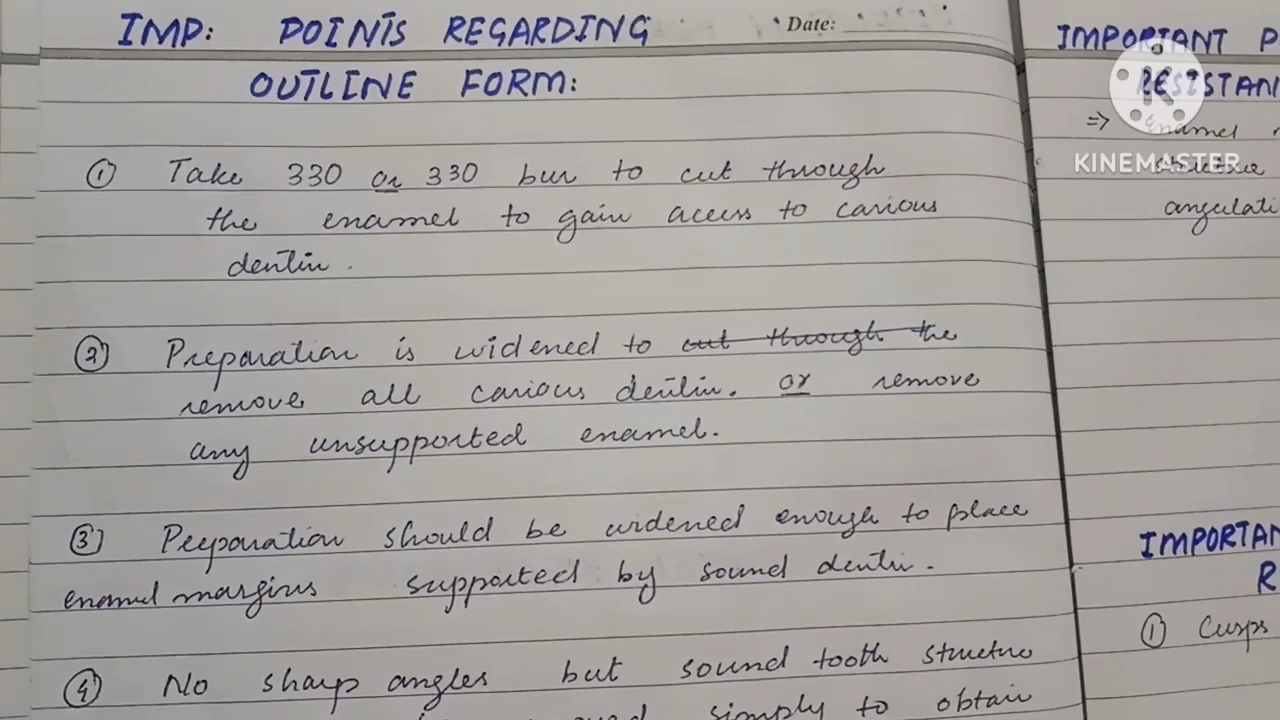 IMP: POINTS REGARDING
Date:
OUTLINE FORM:
① Take 330 or 330 bur to cut through
the enamel to gain access to carious
dentin.
② Preparation is widened to cut through the
remove all carious dentin. or remove
any unsupported enamel.
③ Preparation should be widened enough to place
enamel margins supported by sound dentin.
④ No sharp angles but sound tooth structure
simply to obtain
IMPORTANT P
RESISTAN
⇒ Enamel
structure
angulati
IMPORTAN
R
① Cusps
K
KINEMASTER